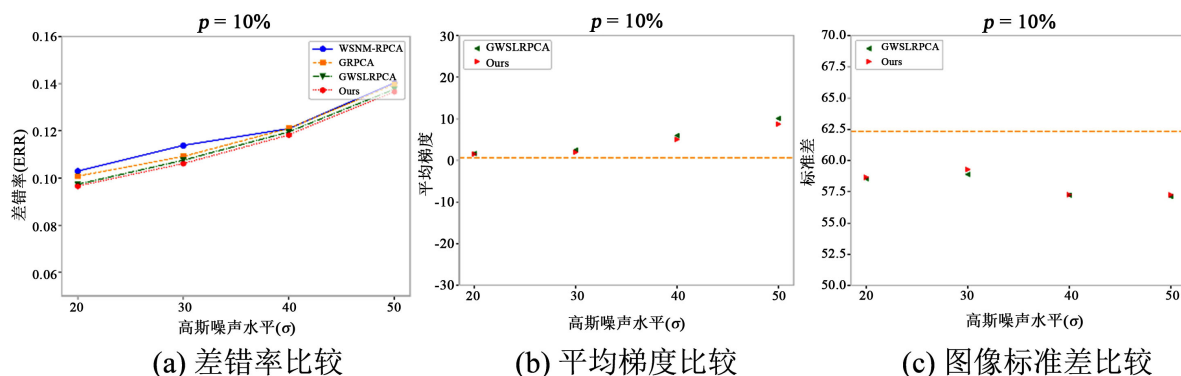 p = 10%
0.16
0.14
0.12
0.10
0.08
0.06
差错率(ERR)
WSNM-RPCA
GRPCA
GWSLRPCA
Ours
20 30 40 50
高斯噪声水平(σ)
(a) 差错率比较
p = 10%
30
20
10
0
-10
-20
-30
平均梯度
GWSLRPCA
Ours
20 30 40 50
高斯噪声水平(σ)
(b) 平均梯度比较
p = 10%
70.0
67.5
65.0
62.5
60.0
57.5
55.0
52.5
50.0
标准差
GWSLRPCA
Ours
20 30 40 50
高斯噪声水平(σ)
(c) 图像标准差比较